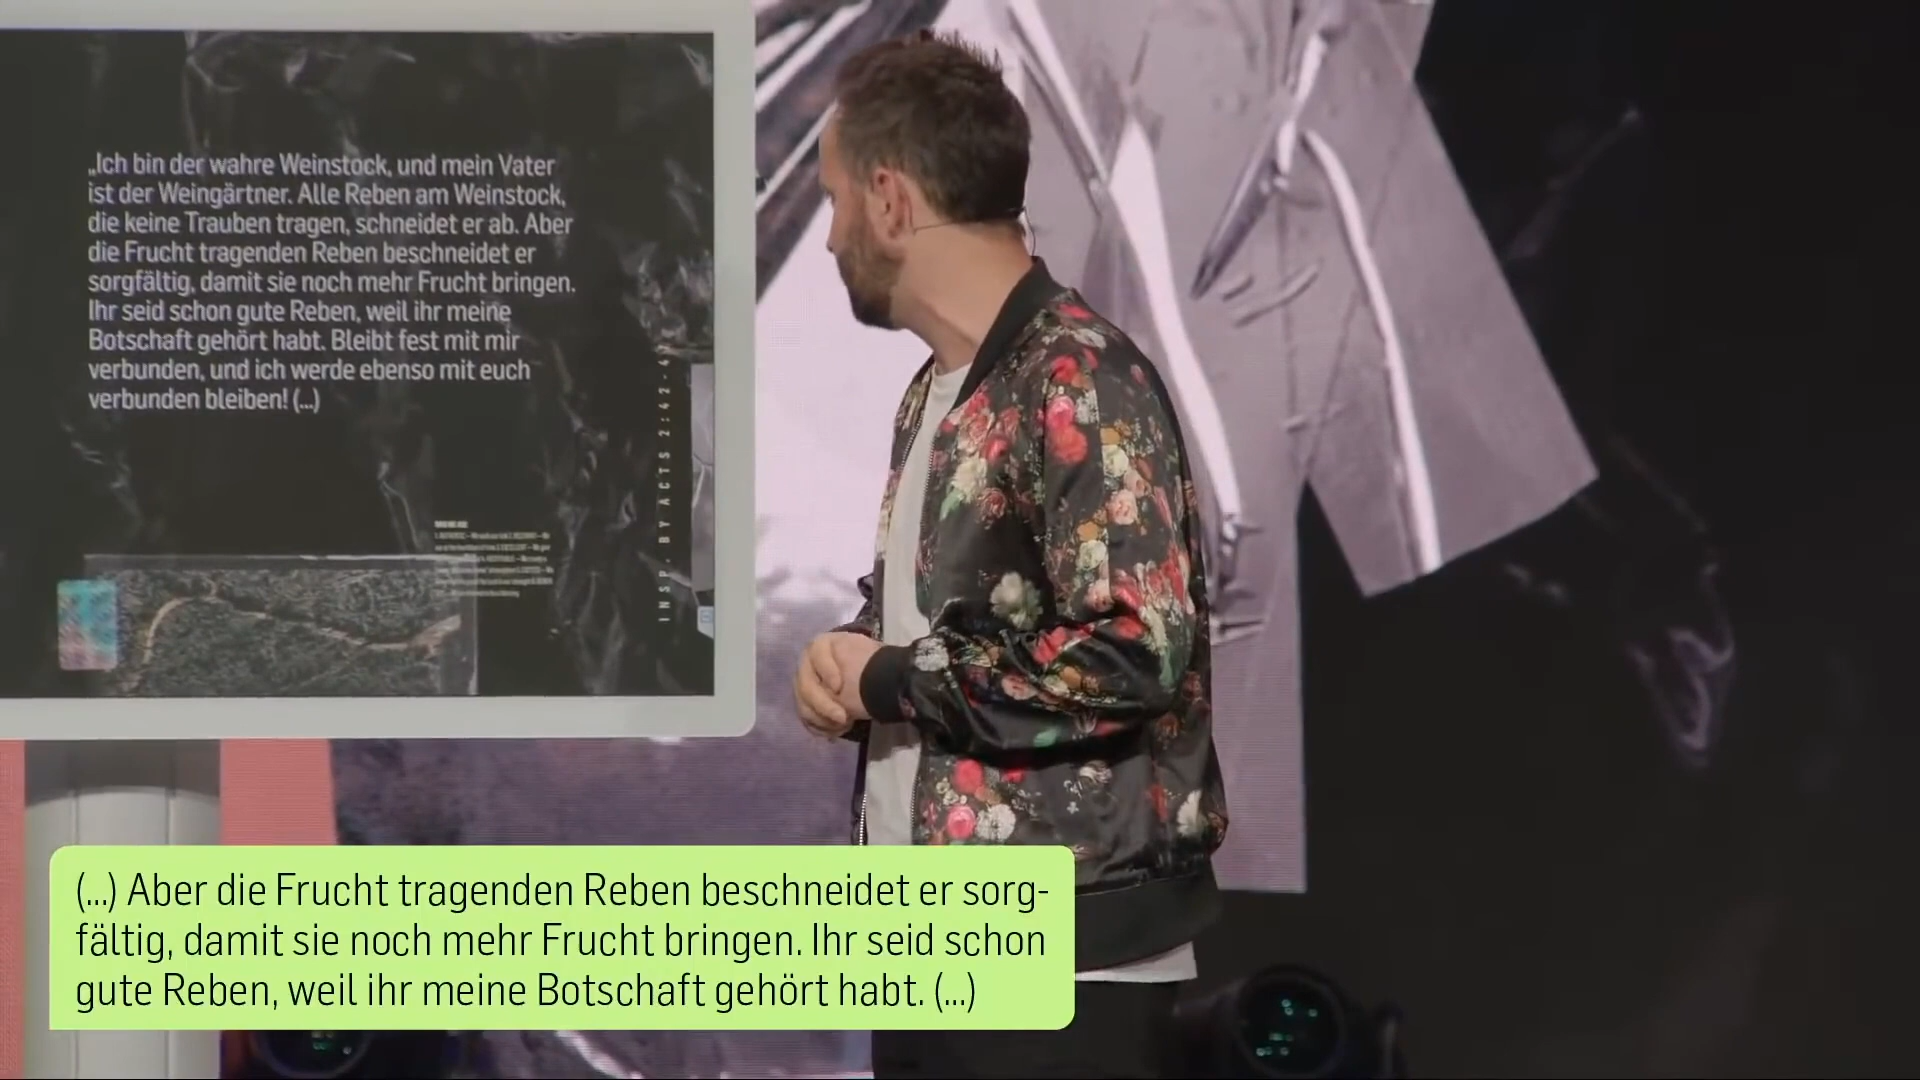 „Ich bin der wahre Weinstock, und mein Vater
ist der Weingärtner. Alle Reben am Weinstock,
die keine Trauben tragen, schneidet er ab. Aber
die Frucht tragenden Reben beschneidet er
sorgfältig, damit sie noch mehr Frucht bringen.
Ihr seid schon gute Reben, weil ihr meine
Botschaft gehört habt. Bleibt fest mit mir
verbunden, und ich werde ebenso mit euch
verbunden bleiben! (...)
INSP. BY ACTS 2:42-4
(...) Aber die Frucht tragenden Reben beschneidet er sorg-
fältig, damit sie noch mehr Frucht bringen. Ihr seid schon
gute Reben, weil ihr meine Botschaft gehört habt. (...)